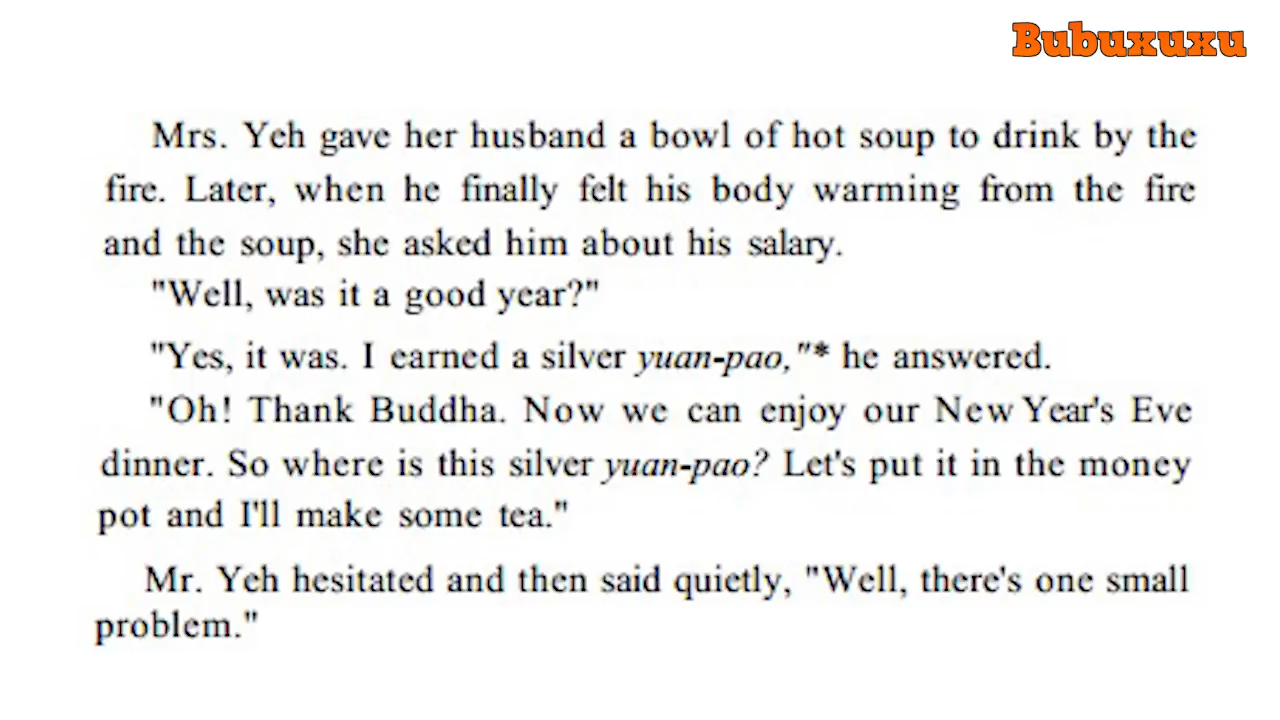 Bubuxuxu
Mrs. Yeh gave her husband a bowl of hot soup to drink by the
fire. Later, when he finally felt his body warming from the fire
and the soup, she asked him about his salary.
"Well, was it a good year?"
"Yes, it was. I earned a silver yuan-pao,"* he answered.
"Oh! Thank Buddha. Now we can enjoy our New Year's Eve
dinner. So where is this silver yuan-pao? Let's put it in the money
pot and I'll make some tea."
Mr. Yeh hesitated and then said quietly, "Well, there's one small
problem."